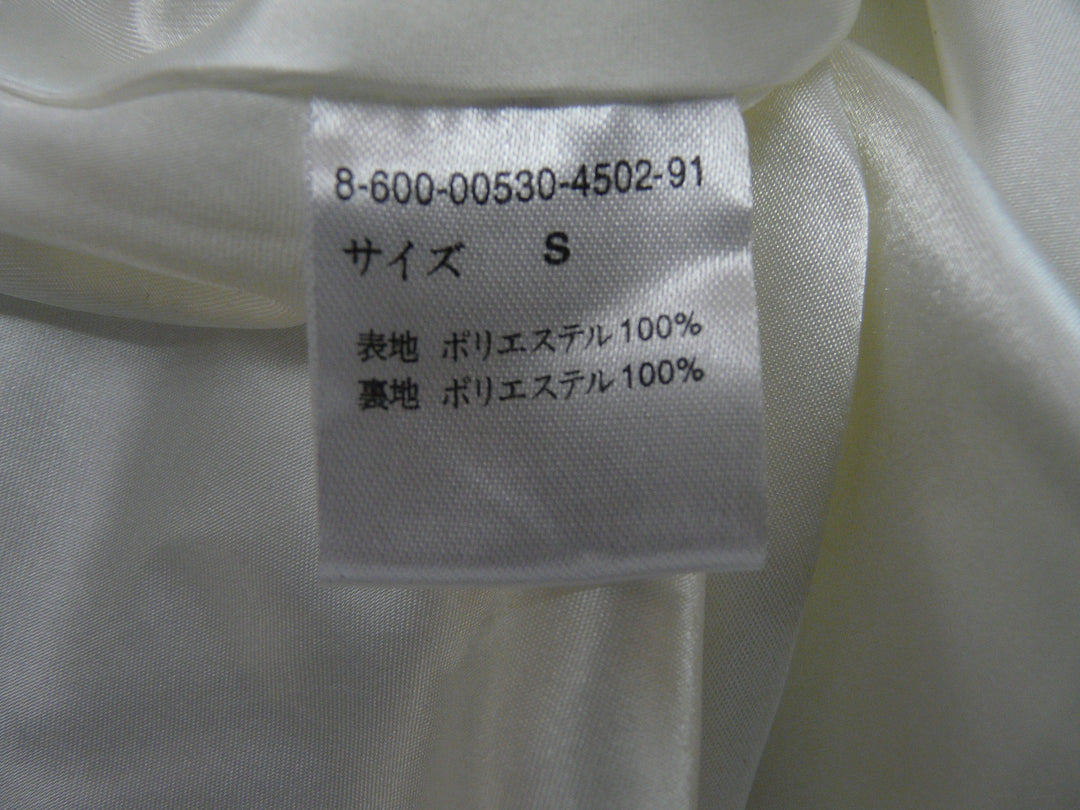 8-600-00530-4502-91
サイズ S
表地 ポリエステル100%
裏地 ポリエステル100%